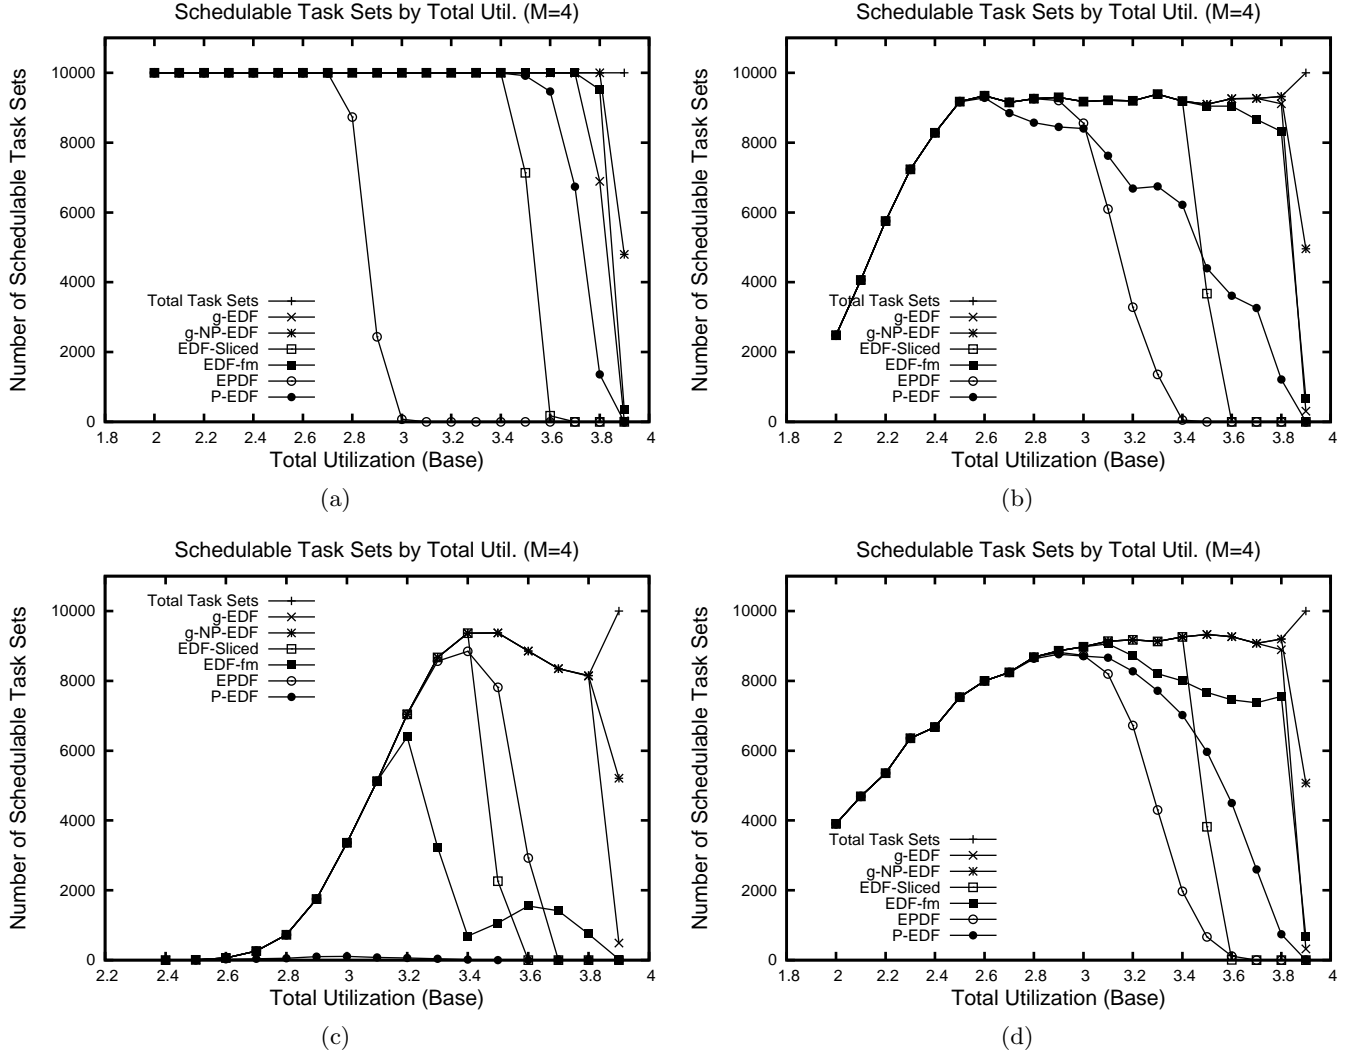 Schedulable Task Sets by Total Util. (M=4)
Number of Schedulable Task Sets
10000
8000
6000
4000
2000
0
Total Task Sets
g-EDF
g-NP-EDF
EDF-Sliced
EDF-fm
EPDF
P-EDF
1.8 2 2.2 2.4 2.6 2.8 3 3.2 3.4 3.6 3.8 4
Total Utilization (Base)
(a)
Schedulable Task Sets by Total Util. (M=4)
Number of Schedulable Task Sets
10000
8000
6000
4000
2000
0
Total Task Sets
g-EDF
g-NP-EDF
EDF-Sliced
EDF-fm
EPDF
P-EDF
1.8 2 2.2 2.4 2.6 2.8 3 3.2 3.4 3.6 3.8 4
Total Utilization (Base)
(b)
Schedulable Task Sets by Total Util. (M=4)
Number of Schedulable Task Sets
10000
8000
6000
4000
2000
0
Total Task Sets
g-EDF
g-NP-EDF
EDF-Sliced
EDF-fm
EPDF
P-EDF
2.2 2.4 2.6 2.8 3 3.2 3.4 3.6 3.8 4
Total Utilization (Base)
(c)
Schedulable Task Sets by Total Util. (M=4)
Number of Schedulable Task Sets
10000
8000
6000
4000
2000
0
Total Task Sets
g-EDF
g-NP-EDF
EDF-Sliced
EDF-fm
EPDF
P-EDF
1.8 2 2.2 2.4 2.6 2.8 3 3.2 3.4 3.6 3.8 4
Total Utilization (Base)
(d)